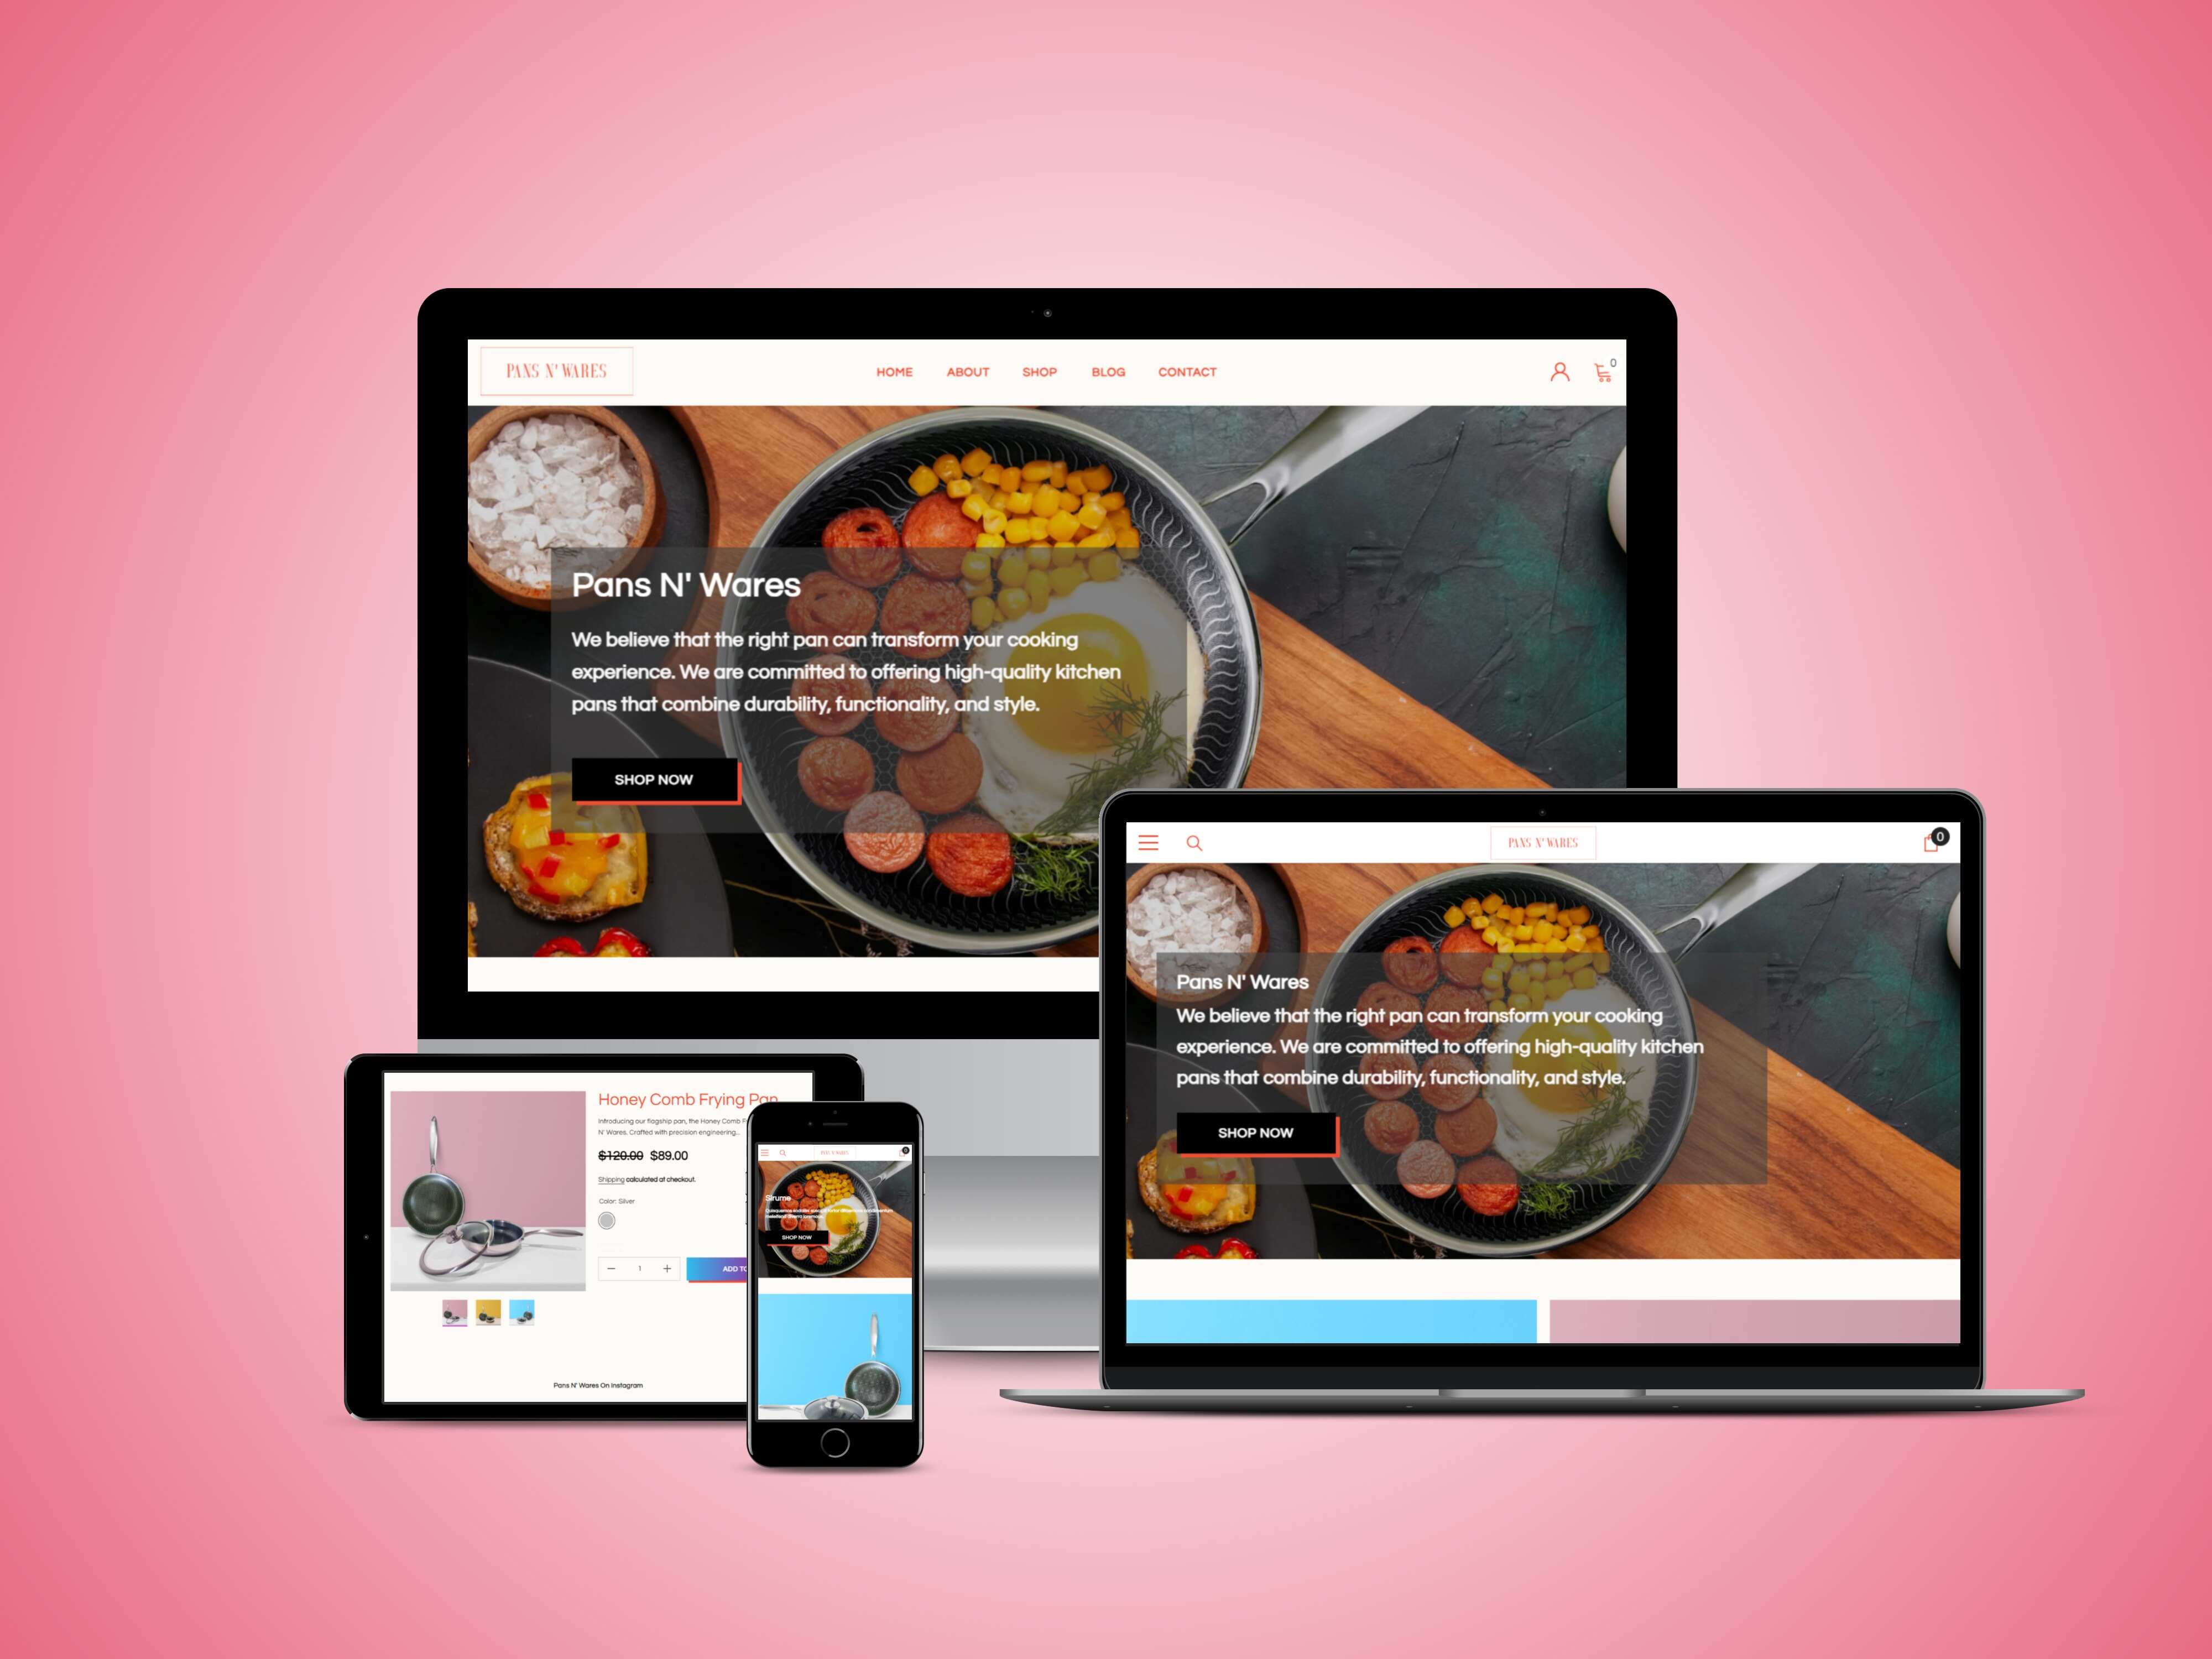 PANS N' WARES
HOME ABOUT SHOP BLOG CONTACT
0
Pans N' Wares
We believe that the right pan can transform your cooking
experience. We are committed to offering high-quality kitchen
pans that combine durability, functionality, and style.
SHOP NOW
PANS N' WARES
0
Pans N' Wares
We believe that the right pan can transform your cooking
experience. We are committed to offering high-quality kitchen
pans that combine durability, functionality, and style.
SHOP NOW
Honey Comb Frying Pan
Introducing our flagship pan, the Honey Comb
N' Wares. Crafted with precision engineering...
$120.00 $89.00
Shipping calculated at checkout.
Color: Silver
1
ADD TO
Pans N' Wares On Instagram
PANS N' WARES
0
Sirume
SHOP NOW